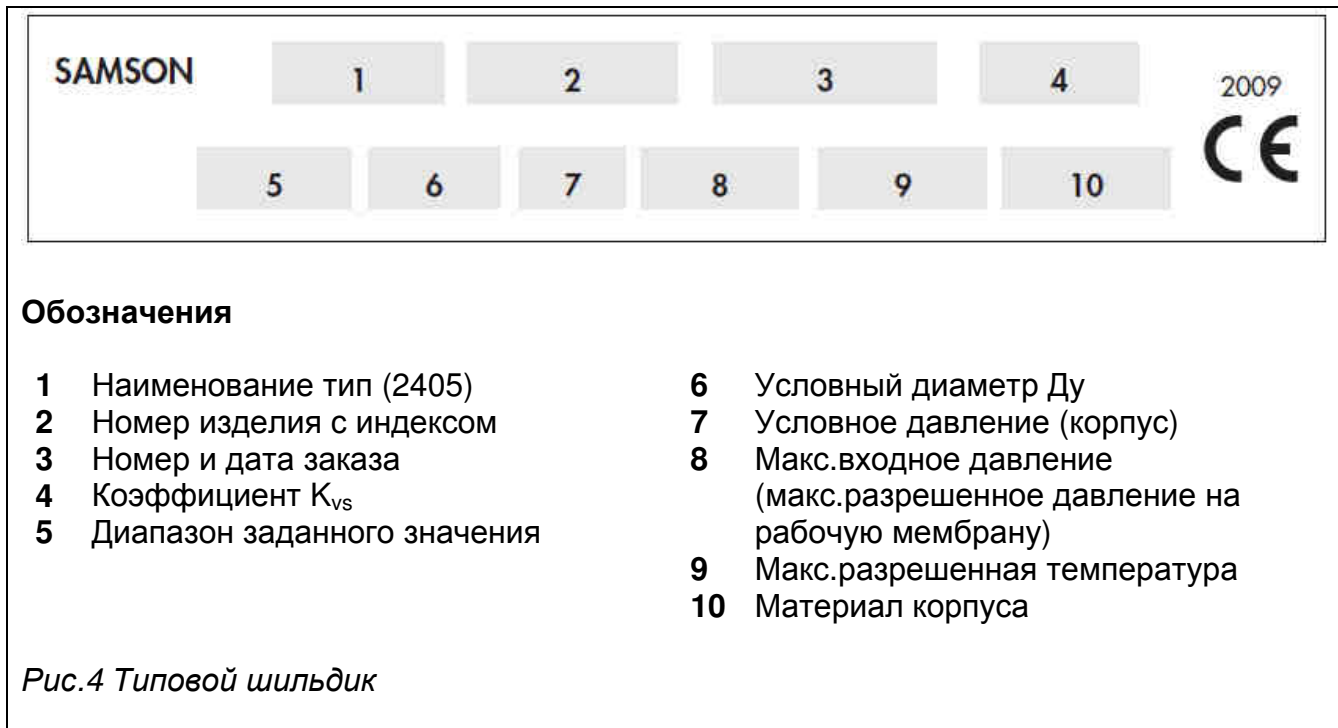 SAMSON 1 2 3 4 2009
5 6 7 8 9 10 CE
Обозначения
1 Наименование тип (2405)
2 Номер изделия с индексом
3 Номер и дата заказа
4 Коэффициент Kvs
5 Диапазон заданного значения
6 Условный диаметр Ду
7 Условное давление (корпус)
8 Макс.входное давление
(макс.разрешенное давление на
рабочую мембрану)
9 Макс.разрешенная температура
10 Материал корпуса
Рис.4 Типовой шильдик